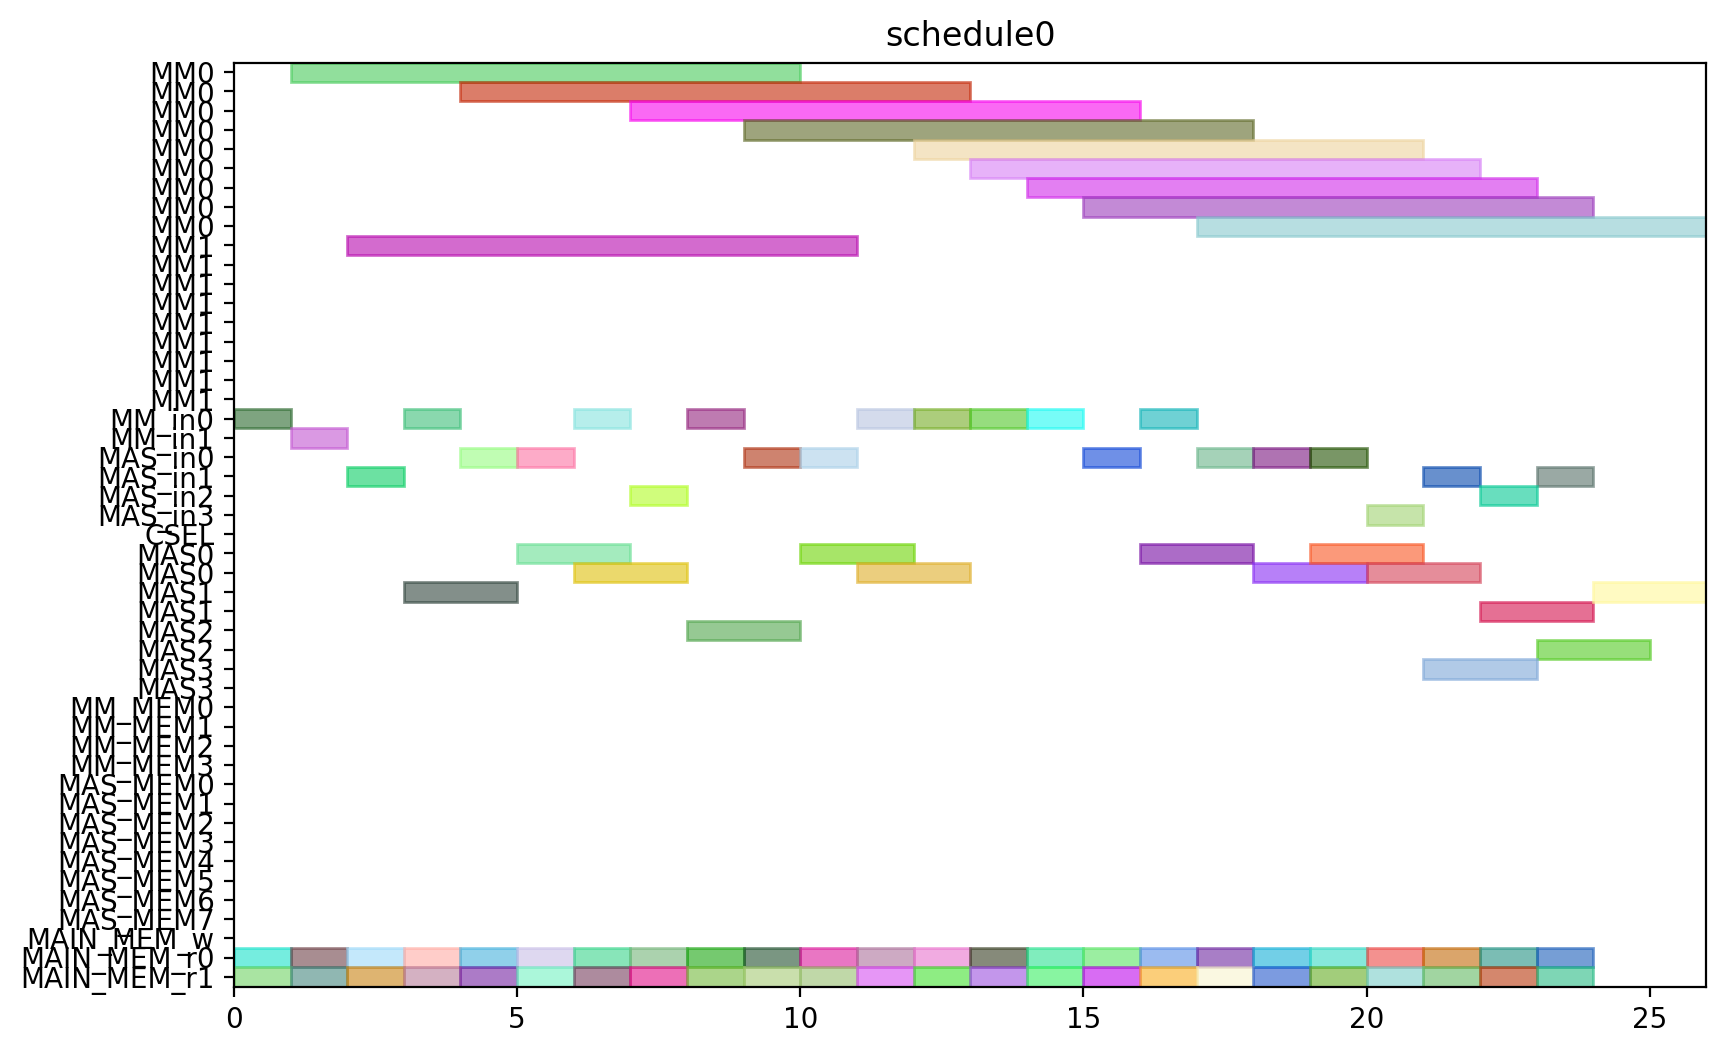 schedule0
MM0
MM0
MM0
MM0
MM0
MM0
MM0
MM0
MM0
MM1
MM1
MM1
MM1
MM1
MM1
MM1
MM1
MM1
MM_in0
MM_in1
MAS_in0
MAS_in1
MAS_in2
MAS_in3
CSEL
MAS0
MAS0
MAS1
MAS1
MAS2
MAS2
MAS3
MAS3
MM_MEM0
MM_MEM1
MM_MEM2
MM_MEM3
MAS_MEM0
MAS_MEM1
MAS_MEM2
MAS_MEM3
MAS_MEM4
MAS_MEM5
MAS_MEM6
MAS_MEM7
MAIN_MEM_w
MAIN_MEM_r0
MAIN_MEM_r1
0 5 10 15 20 25